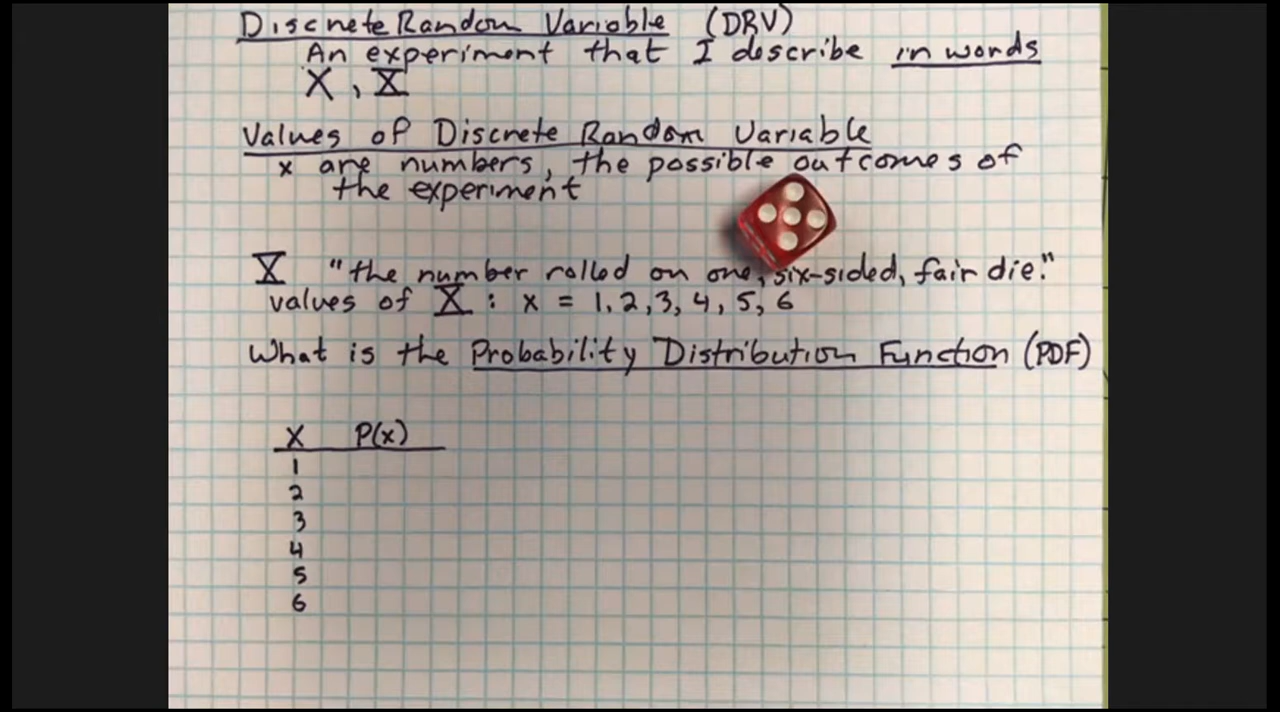 Discrete Random Variable (DRV)
An experiment that I describe in words
X, X
Values of Discrete Random Variable
x are numbers, the possible outcomes of
the experiment
X "the number rolled on one, six-sided, fair die."
values of X : x = 1, 2, 3, 4, 5, 6
What is the Probability Distribution Function (PDF)
x P(x)
1
2
3
4
5
6